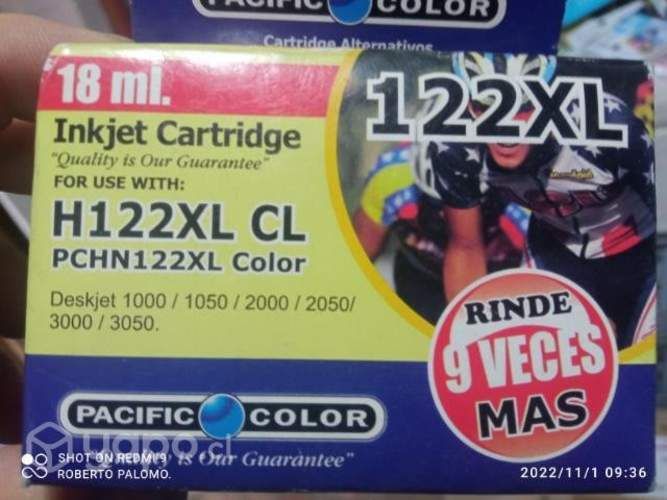 PACIFIC COLOR
Cartridge Alternativos
18 ml.
122XL
Inkjet Cartridge
"Quality is Our Guarantee"
FOR USE WITH:
H122XL CL
PCHN122XL Color
Deskjet 1000 / 1050 / 2000 / 2050/
3000 / 3050.
RINDE
9 VECES
MAS
PACIFIC COLOR
yapo.cl
is Our Guarantee"
SHOT ON REDMI 9
ROBERTO PALOMO.
2022/11/1 09:36